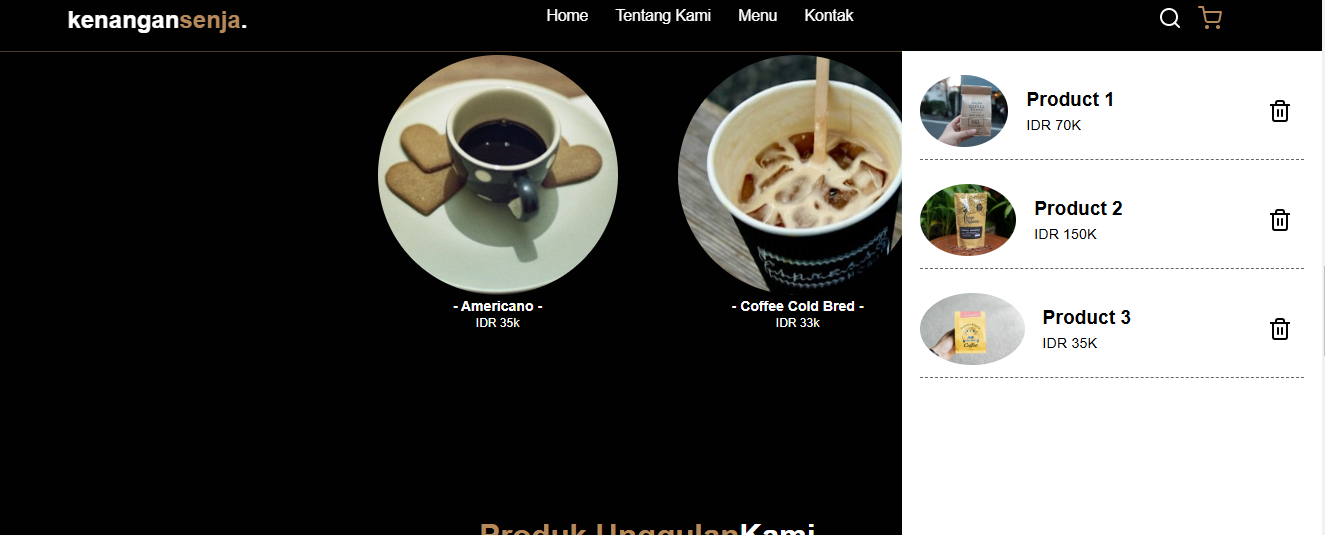 kenangansenja.
Home Tentang Kami Menu Kontak
- Americano -
IDR 35k
- Coffee Cold Bred -
IDR 33k
Produk UnggulanKami
Product 1
IDR 70K
Product 2
IDR 150K
Product 3
IDR 35K
Coffee